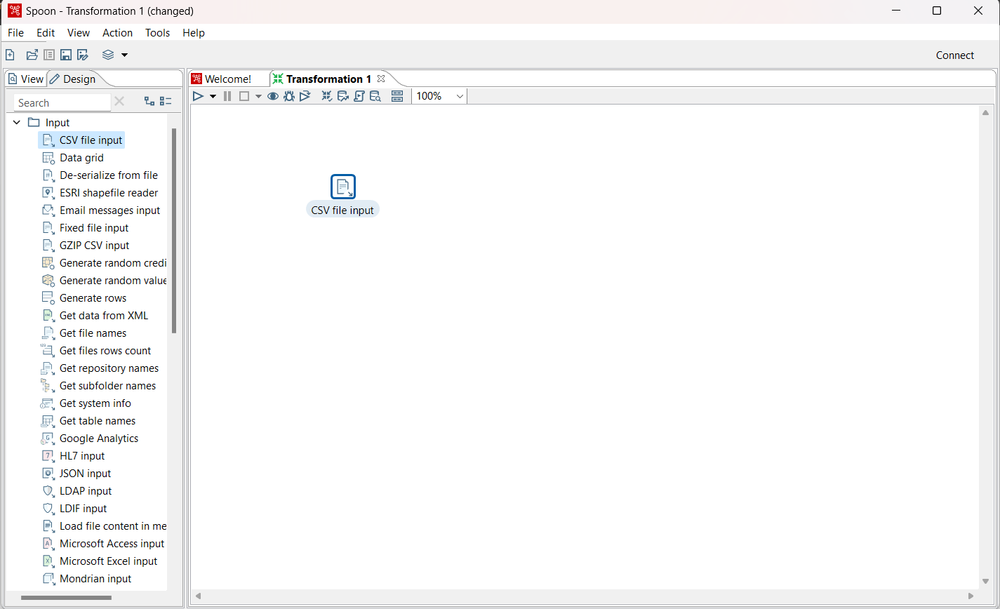 Spoon - Transformation 1 (changed)
File Edit View Action Tools Help
Connect
View Design
Welcome! Transformation 1
Search
100%
Input
CSV file input
Data grid
De-serialize from file
ESRI shapefile reader
Email messages input
Fixed file input
GZIP CSV input
Generate random credi
Generate random value
Generate rows
Get data from XML
Get file names
Get files rows count
Get repository names
Get subfolder names
Get system info
Get table names
Google Analytics
HL7 input
JSON input
LDAP input
LDIF input
Load file content in me
Microsoft Access input
Microsoft Excel input
Mondrian input
CSV file input